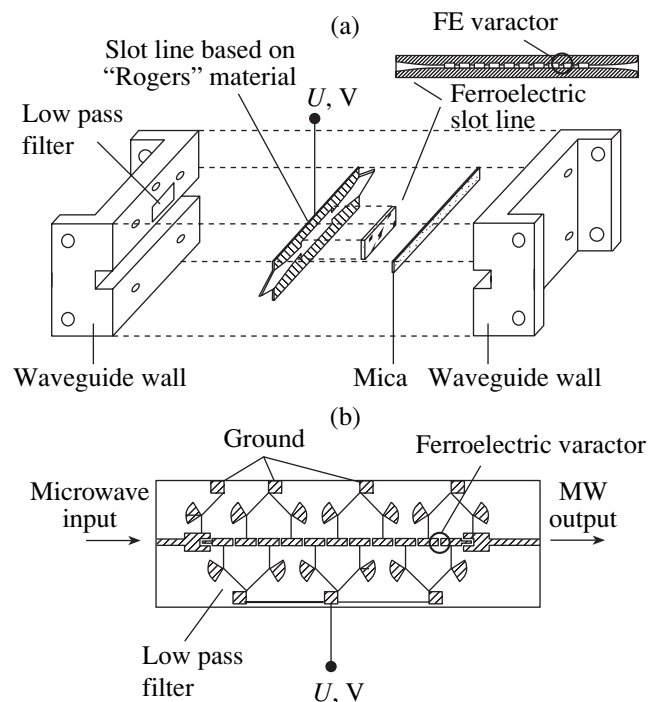 (a)
FE varactor
Slot line based on
“Rogers” material
U, V
Ferroelectric
slot line
Low pass
filter
Waveguide wall
Mica
Waveguide wall
(b)
Ground
Ferroelectric varactor
Microwave
input
MW
output
Low pass
filter
U, V